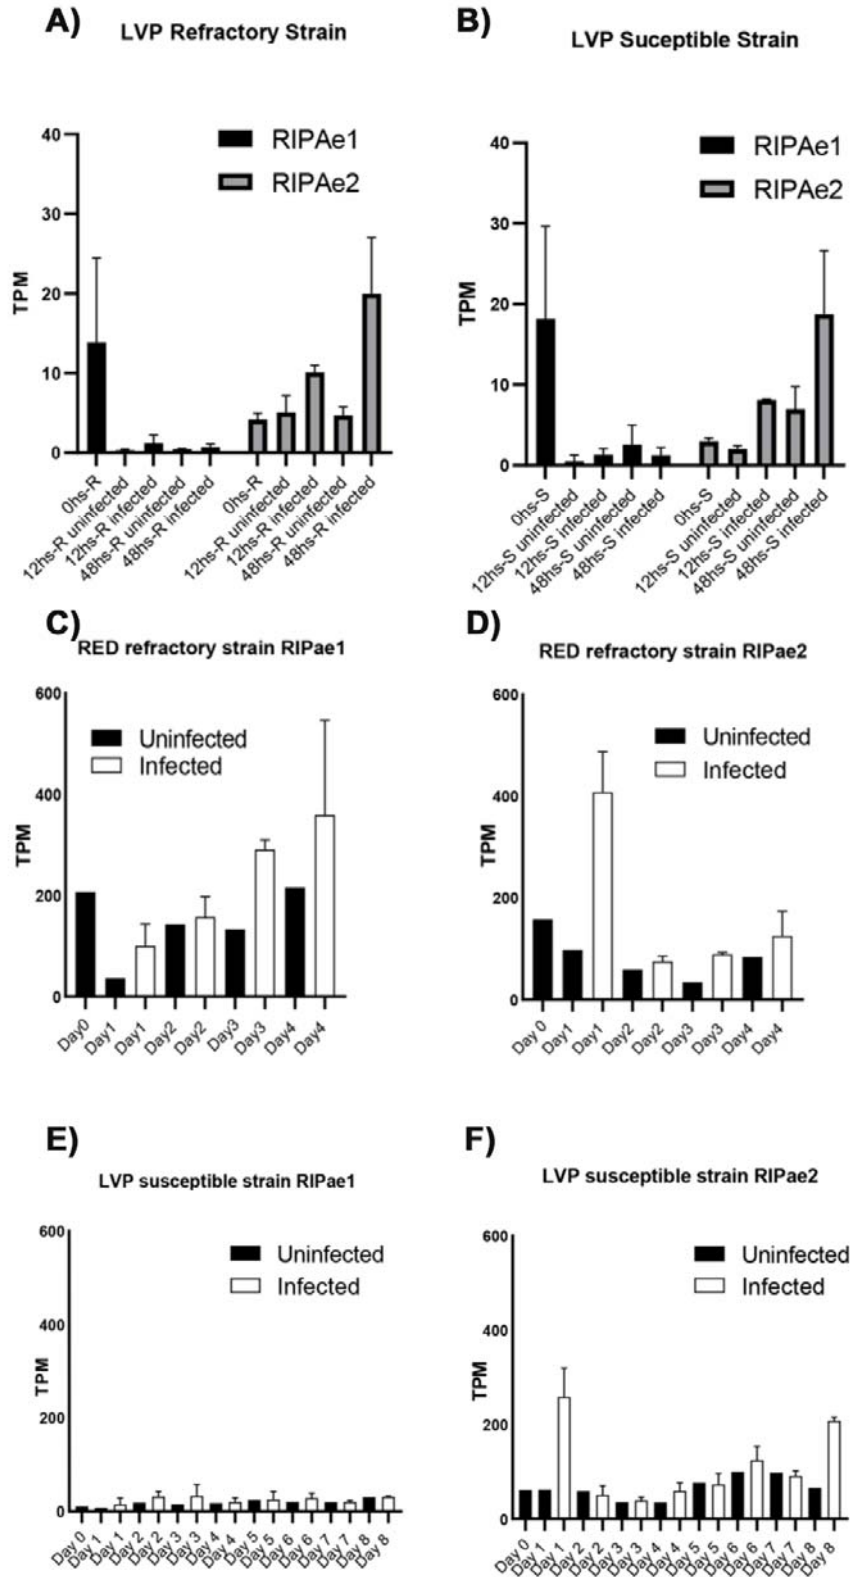 A)
LVP Refractory Strain
RIPAe1
RIPAe2
40
30
20
10
0
TPM
0hs-R
12hs-R uninfected
12hs-R infected
48hs-R uninfected
48hs-R infected
0hs-R
12hs-R uninfected
12hs-R infected
48hs-R uninfected
48hs-R infected
B)
LVP Suceptible Strain
RIPAe1
RIPAe2
40
30
20
10
0
TPM
0hs-S
12hs-S uninfected
12hs-S infected
48hs-S uninfected
48hs-S infected
0hs-S
12hs-S uninfected
12hs-S infected
48hs-S uninfected
48hs-S infected
C)
RED refractory strain RIPae1
Uninfected
Infected
600
400
200
0
TPM
Day0
Day1
Day1
Day2
Day2
Day3
Day3
Day4
Day4
D)
RED refractory strain RIPae2
Uninfected
Infected
600
400
200
0
TPM
Day 0
Day1
Day1
Day2
Day2
Day3
Day3
Day4
Day4
E)
LVP susceptible strain RIPae1
Uninfected
Infected
600
400
200
0
TPM
Day 0
Day 1
Day 1
Day 2
Day 2
Day 3
Day 3
Day 4
Day 4
Day 5
Day 5
Day 6
Day 6
Day 7
Day 7
Day 8
Day 8
F)
LVP susceptible strain RIPae2
Uninfected
Infected
600
400
200
0
TPM
Day 0
Day 1
Day 1
Day 2
Day 2
Day 3
Day 3
Day 4
Day 4
Day 5
Day 5
Day 6
Day 6
Day 7
Day 7
Day 8
Day 8